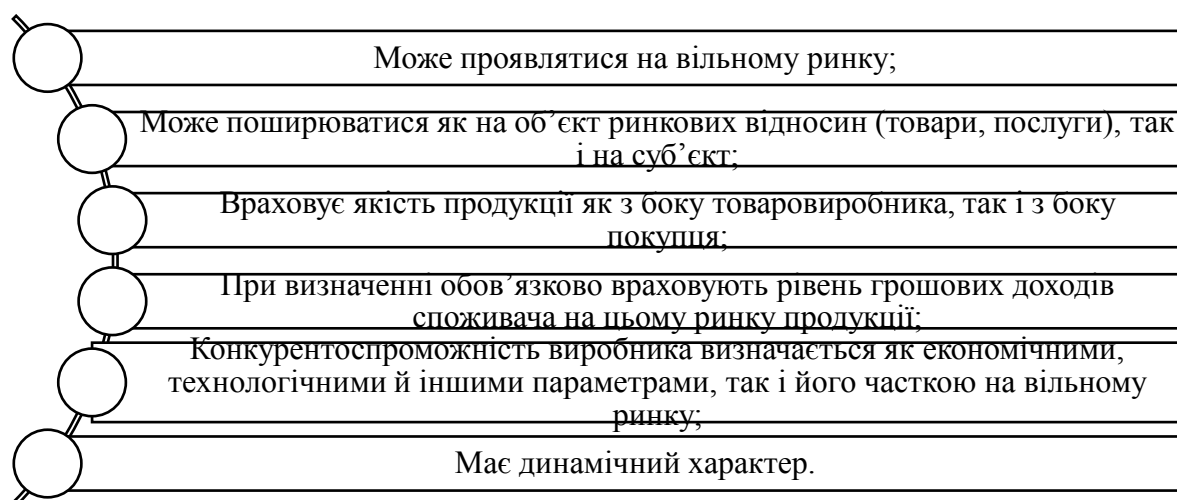 Може проявлятися на вільному ринку;
Може поширюватися як на об’єкт ринкових відносин (товари, послуги), так
і на суб’єкт;
Враховує якість продукції як з боку товаровиробника, так і з боку
покупця;
При визначенні обов’язково враховують рівень грошових доходів
споживача на цьому ринку продукції;
Конкурентоспроможність виробника визначається як економічними,
технологічними й іншими параметрами, так і його часткою на вільному
ринку;
Має динамічний характер.